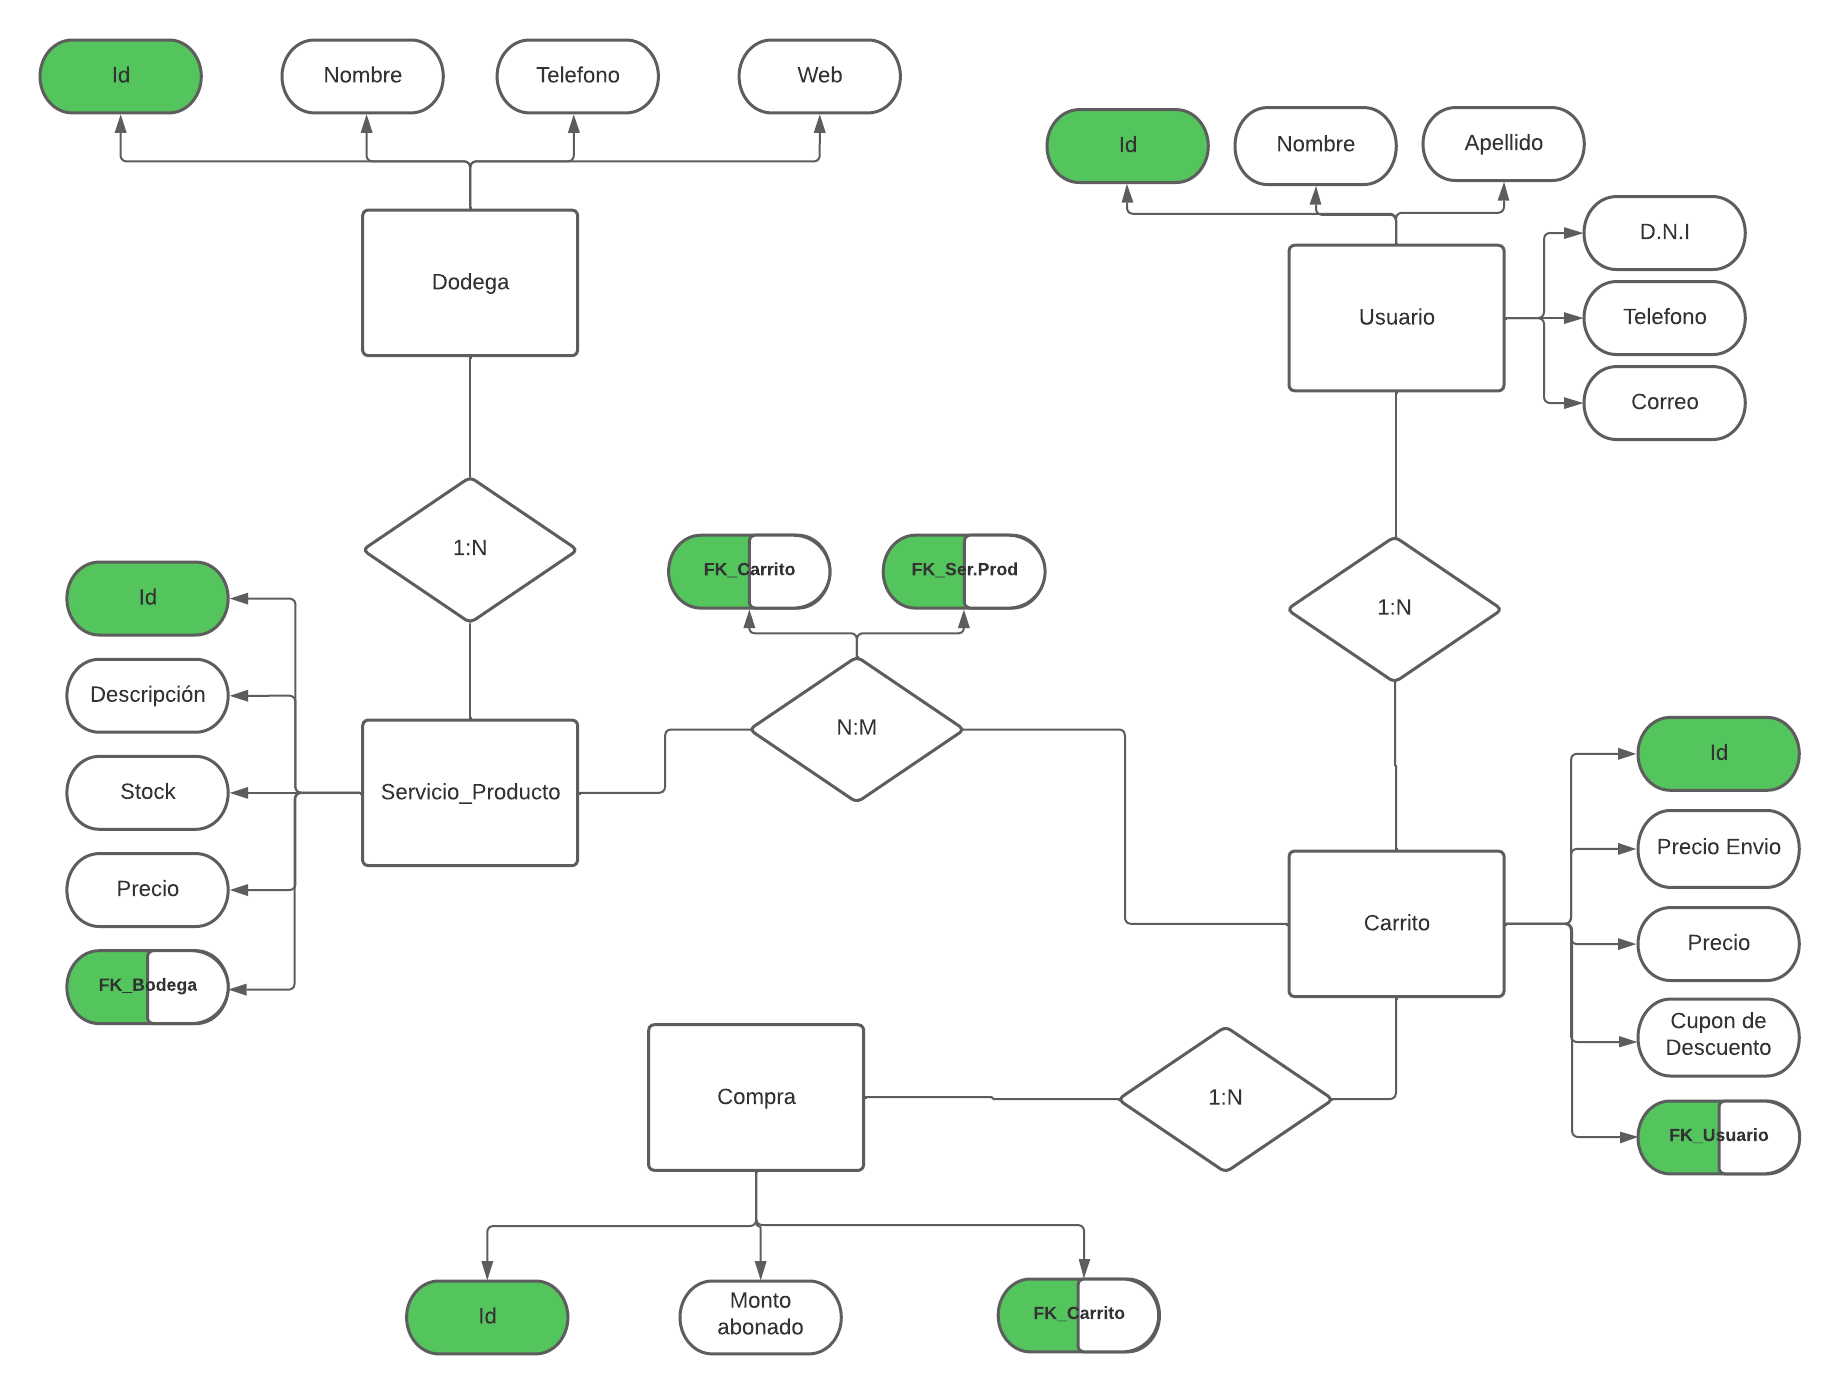 Id
Nombre
Telefono
Web
Id
Nombre
Apellido
D.N.I
Telefono
Correo
Dodega
Usuario
1:N
FK_Carrito
FK_Ser.Prod
1:N
Id
Descripción
Stock
Precio
FK_Bodega
Servicio_Producto
N:M
Carrito
Id
Precio Envio
Precio
Cupon de
Descuento
FK_Usuario
Compra
1:N
Id
Monto
abonado
FK_Carrito